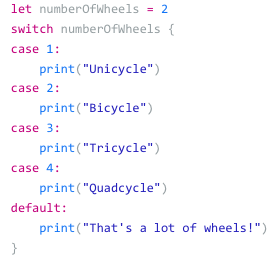 let numberOfWheels = 2
switch numberOfWheels {
case 1:
    print("Unicycle")
case 2:
    print("Bicycle")
case 3:
    print("Tricycle")
case 4:
    print("Quadcycle")
default:
    print("That's a lot of wheels!")
}